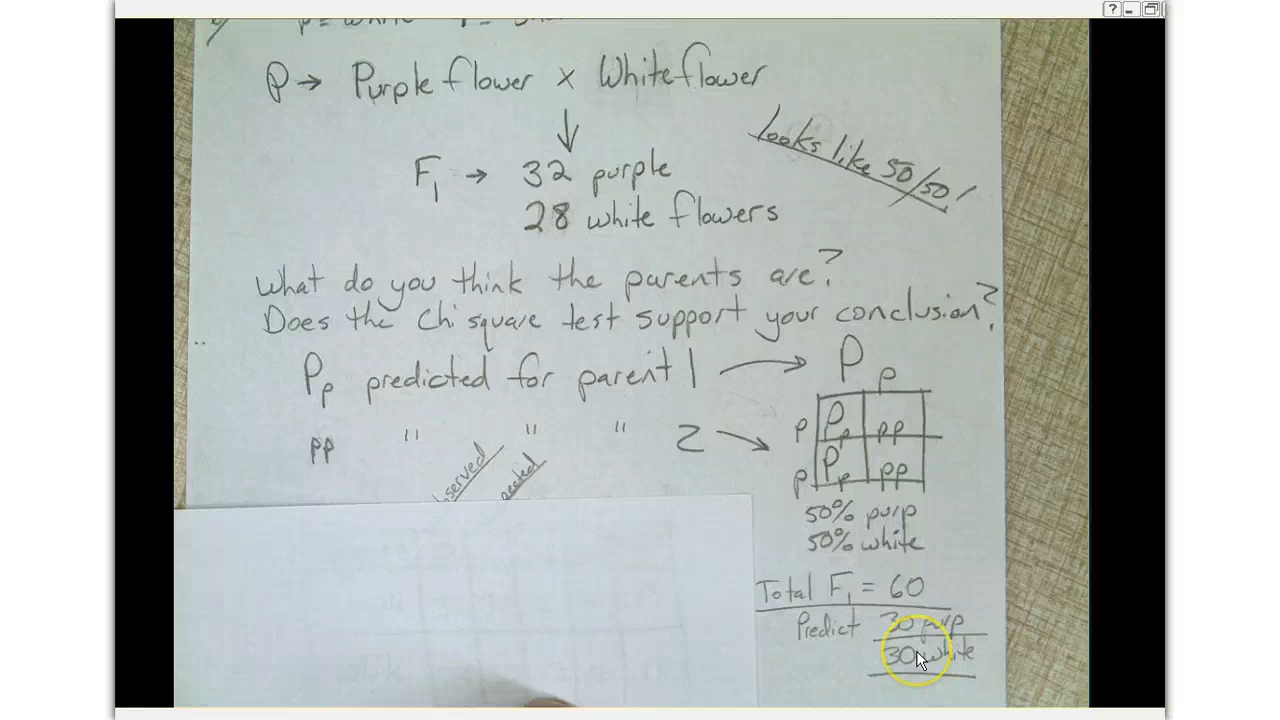 P → Purple flower x White flower
looks like 50/50!
F1 → 32 purple
28 white flowers
What do you think the parents are?
Does the Chi square test support your conclusion?
Pp predicted for parent 1 → P p
pp " " " 2 → p Pp pp
p Pp pp
50% purp
50% white
Total F1 = 60
Predict 30 purp
30 white